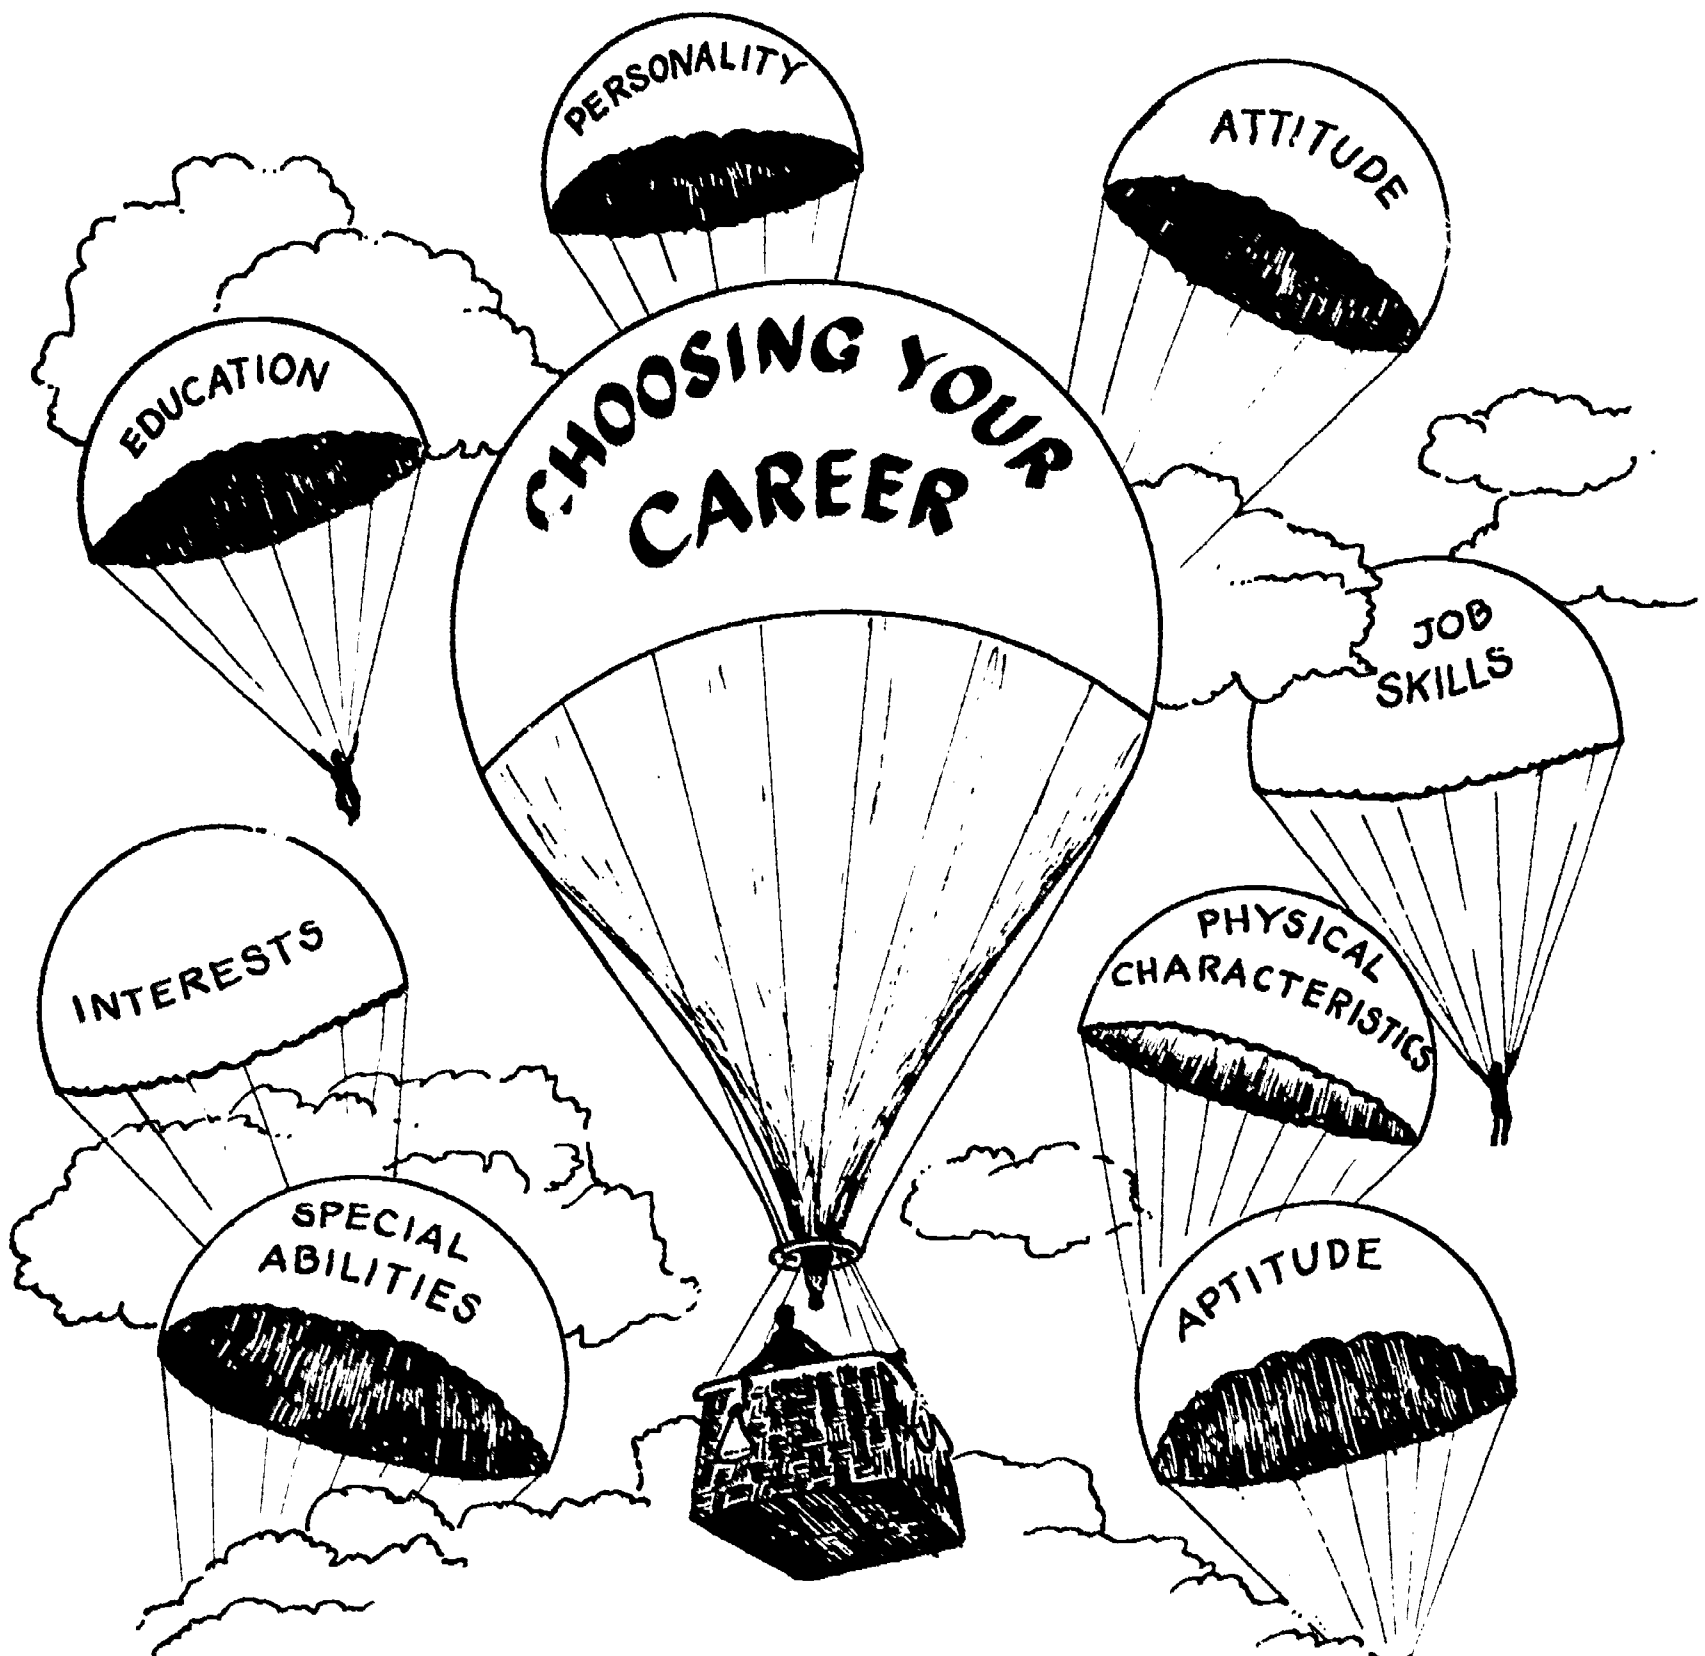 PERSONALITY
ATTITUDE
EDUCATION
CHOOSING YOUR
CAREER
JOB
SKILLS
INTERESTS
PHYSICAL
CHARACTERISTICS
SPECIAL
ABILITIES
APTITUDE